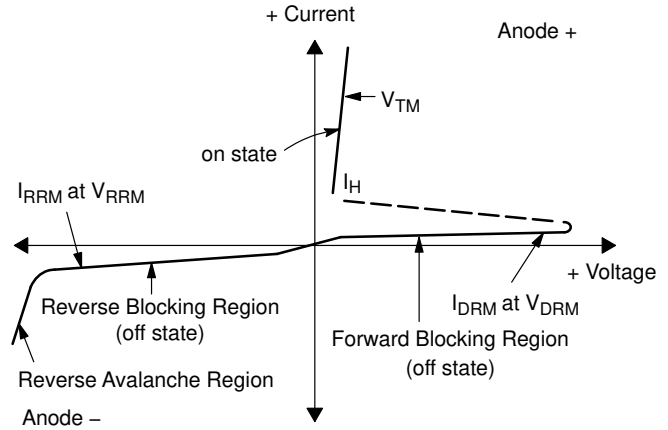 + Current
Anode +
V_TM
on state
I_H
I_RRM at V_RRM
+ Voltage
I_DRM at V_DRM
Reverse Blocking Region
(off state)
Forward Blocking Region
(off state)
Reverse Avalanche Region
Anode –